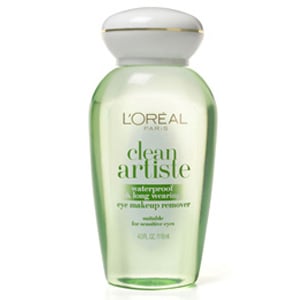 L'ORÉAL
PARIS
clean
artiste
waterproof
& long wearing
eye makeup remover
suitable
for sensitive eyes